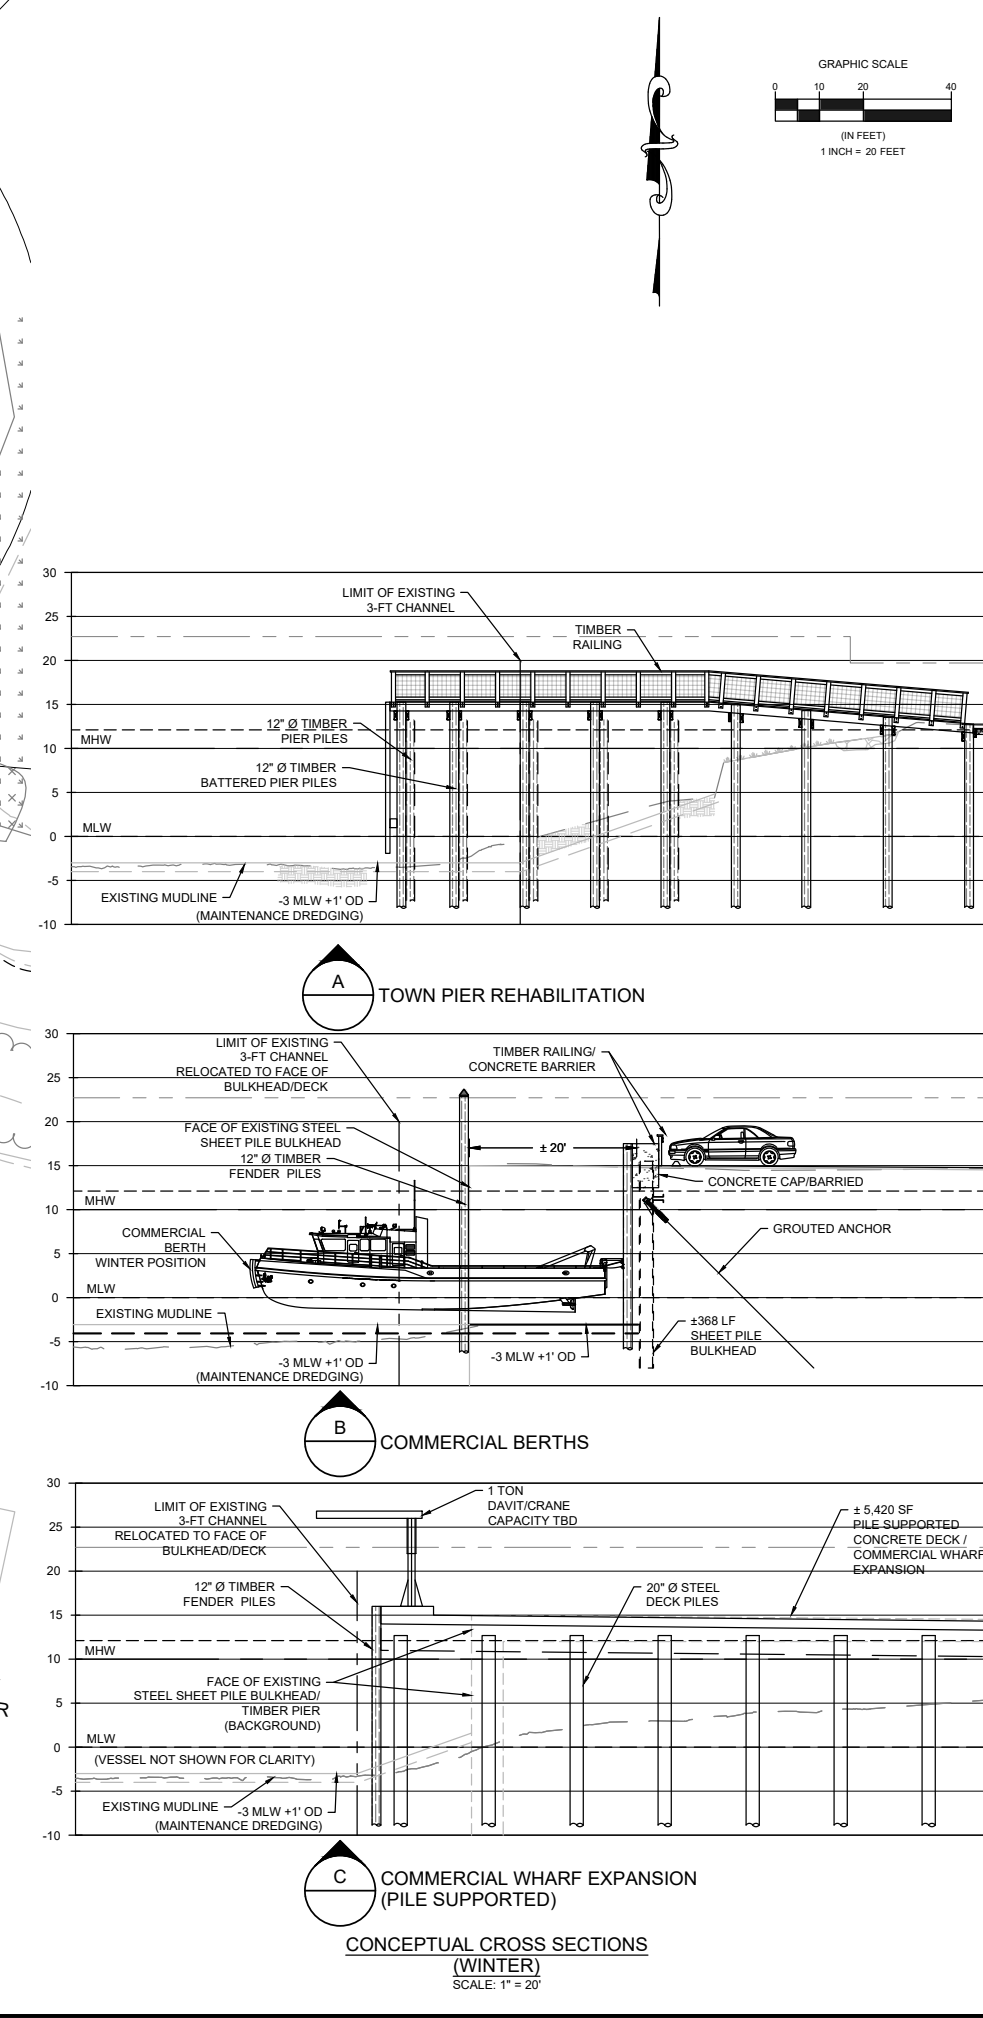 GRAPHIC SCALE
0 10 20 40
(IN FEET)
1 INCH = 20 FEET
30
25
20
15
10
5
0
-5
-10
LIMIT OF EXISTING
3-FT CHANNEL
TIMBER
RAILING
12" Ø TIMBER
PIER PILES
MHW
12" Ø TIMBER
BATTERED PIER PILES
MLW
EXISTING MUDLINE
-3 MLW +1' OD
(MAINTENANCE DREDGING)
A
TOWN PIER REHABILITATION
30
25
20
15
10
5
0
-5
-10
LIMIT OF EXISTING
3-FT CHANNEL
RELOCATED TO FACE OF
BULKHEAD/DECK
TIMBER RAILING/
CONCRETE BARRIER
FACE OF EXISTING STEEL
SHEET PILE BULKHEAD
12" Ø TIMBER
FENDER PILES
± 20'
CONCRETE CAP/BARRIED
MHW
COMMERCIAL
BERTH
WINTER POSITION
GROUTED ANCHOR
MLW
EXISTING MUDLINE
±368 LF
SHEET PILE
BULKHEAD
-3 MLW +1' OD
(MAINTENANCE DREDGING)
-3 MLW +1' OD
B
COMMERCIAL BERTHS
30
25
20
15
10
5
0
-5
-10
LIMIT OF EXISTING
3-FT CHANNEL
RELOCATED TO FACE OF
BULKHEAD/DECK
1 TON
DAVIT/CRANE
CAPACITY TBD
± 5,420 SF
PILE SUPPORTED
CONCRETE DECK /
COMMERCIAL WHARF
EXPANSION
12" Ø TIMBER
FENDER PILES
20" Ø STEEL
DECK PILES
MHW
FACE OF EXISTING
STEEL SHEET PILE BULKHEAD/
TIMBER PIER
(BACKGROUND)
R
MLW
(VESSEL NOT SHOWN FOR CLARITY)
EXISTING MUDLINE
-3 MLW +1' OD
(MAINTENANCE DREDGING)
C
COMMERCIAL WHARF EXPANSION
(PILE SUPPORTED)
CONCEPTUAL CROSS SECTIONS
(WINTER)
SCALE: 1" = 20'